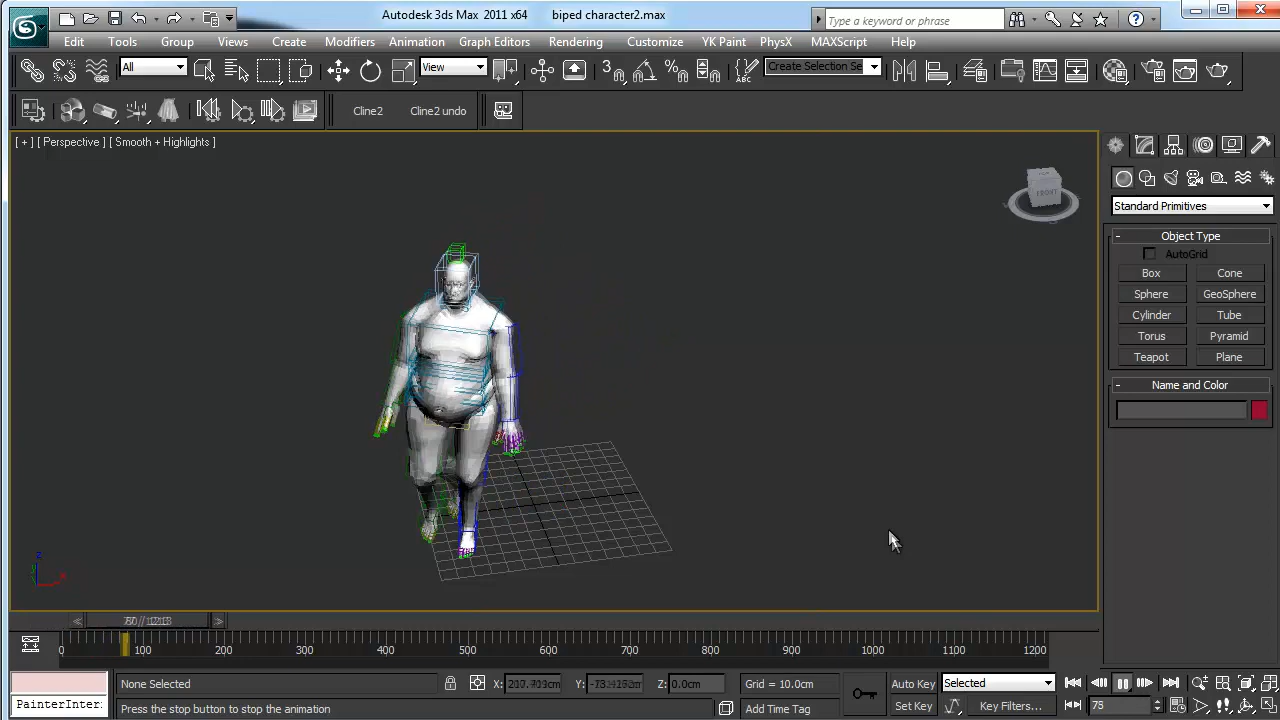 Autodesk 3ds Max 2011 x64 biped character2.max
Type a keyword or phrase
Edit Tools Group Views Create Modifiers Animation Graph Editors Rendering Customize YK Paint PhysX MAXScript Help
All View Create Selection Se
Cline2 Cline2 undo
[ + ] [ Perspective ] [ Smooth + Highlights ]
FRONT
Standard Primitives
- Object Type
AutoGrid
Box Cone
Sphere GeoSphere
Cylinder Tube
Torus Pyramid
Teapot Plane
- Name and Color
z
x
< >
0 100 200 300 400 500 600 700 800 900 1000 1100 1200
None Selected X: Y: Z: 0.0cm Grid = 10.0cm Auto Key Selected
PainterInter: Press the stop button to stop the animation Add Time Tag Set Key Key Filters... 78